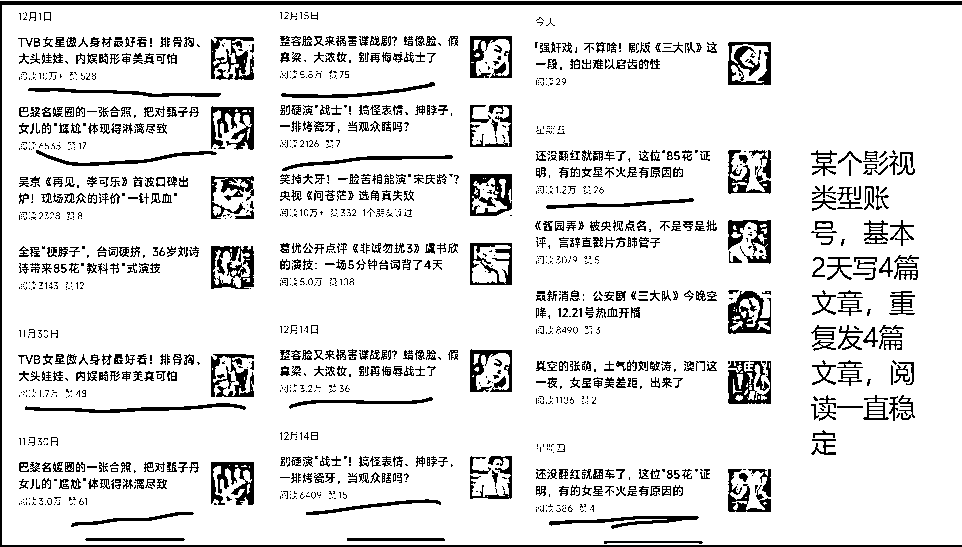 12月1日
TVB女星傲人身材最好看！排骨胸、
大头娃娃、内娱畸形审美真可怕
阅读10万+ 赞528
巴黎名媛圈的一张合照，把对甄子丹
女儿的“尴尬”体现得淋漓尽致
阅读6535 赞17
吴京《再见，李可乐》首波口碑出
炉！现场观众的评价“一针见血”
阅读2328 赞8
全程“梗脖子”，台词硬挤，36岁刘诗
诗带来85花“教科书”式演技
阅读3143 赞12
11月30日
TVB女星傲人身材最好看！排骨胸、
大头娃娃、内娱畸形审美真可怕
阅读1.7万 赞43
11月30日
巴黎名媛圈的一张合照，把对甄子丹
女儿的“尴尬”体现得淋漓尽致
阅读3.0万 赞61
12月15日
整容脸又来祸害谍战剧？蜡像脸、假
鼻梁、大浓妆，别再侮辱战士了
阅读5.8万 赞75
别硬演“战士”！搞怪表情、抻脖子，
一排烤瓷牙，当观众瞎吗？
阅读2126 赞7
笑掉大牙！一脸苦相能演“宋庆龄”？
央视《问苍茫》选角真失败
阅读10万+ 赞332 1个朋友读过
葛优公开点评《非诚勿扰3》虞书欣
的演技：一场5分钟台词背了4天
阅读5.0万 赞108
12月14日
整容脸又来祸害谍战剧？蜡像脸、假
鼻梁、大浓妆，别再侮辱战士了
阅读3.2万 赞36
12月14日
别硬演“战士”！搞怪表情、抻脖子，
一排烤瓷牙，当观众瞎吗？
阅读6409 赞15
今天
「强奸戏」不算啥！剧版《三大队》这
一段，拍出难以启齿的性
阅读29
星期五
还没翻红就翻车了，这位“85花”证
明，有的女星不火是有原因的
阅读1.2万 赞26
《酱园弄》被央视点名，不是夸是批
评，言辞直戳片方肺管子
阅读3079 赞5
最新消息：公安剧《三大队》今晚空
降，12.21号热血开播
阅读8490 赞3
真空的张萌，土气的刘敏涛，澳门这
一夜，女星审美差距，出来了
阅读1136 赞2
星期四
还没翻红就翻车了，这位“85花”证
明，有的女星不火是有原因的
阅读386 赞4
某个影视
类型账
号，基本
2天写4篇
文章，重
复发4篇
文章，阅
读一直稳
定